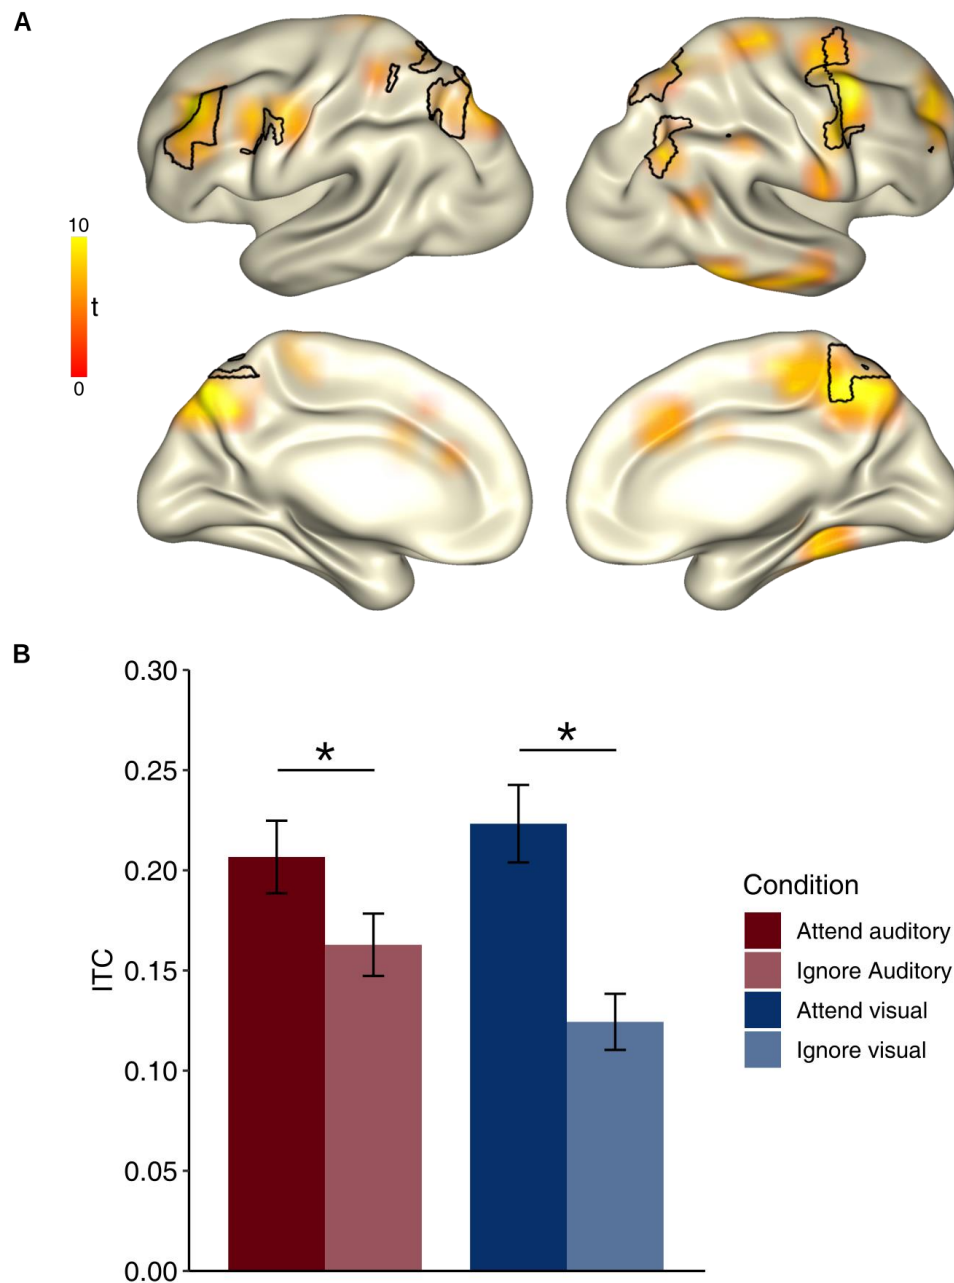 A
10
t
0
B
0.30
0.25
0.20
0.15
0.10
0.05
0.00
ITC
*
*
Condition
Attend auditory
Ignore Auditory
Attend visual
Ignore visual